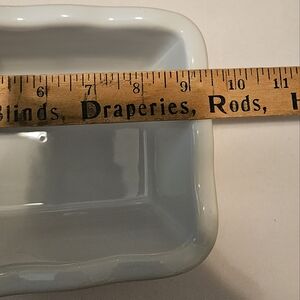 6 7 8 9 10 11
Blinds, Draperies, Rods, H